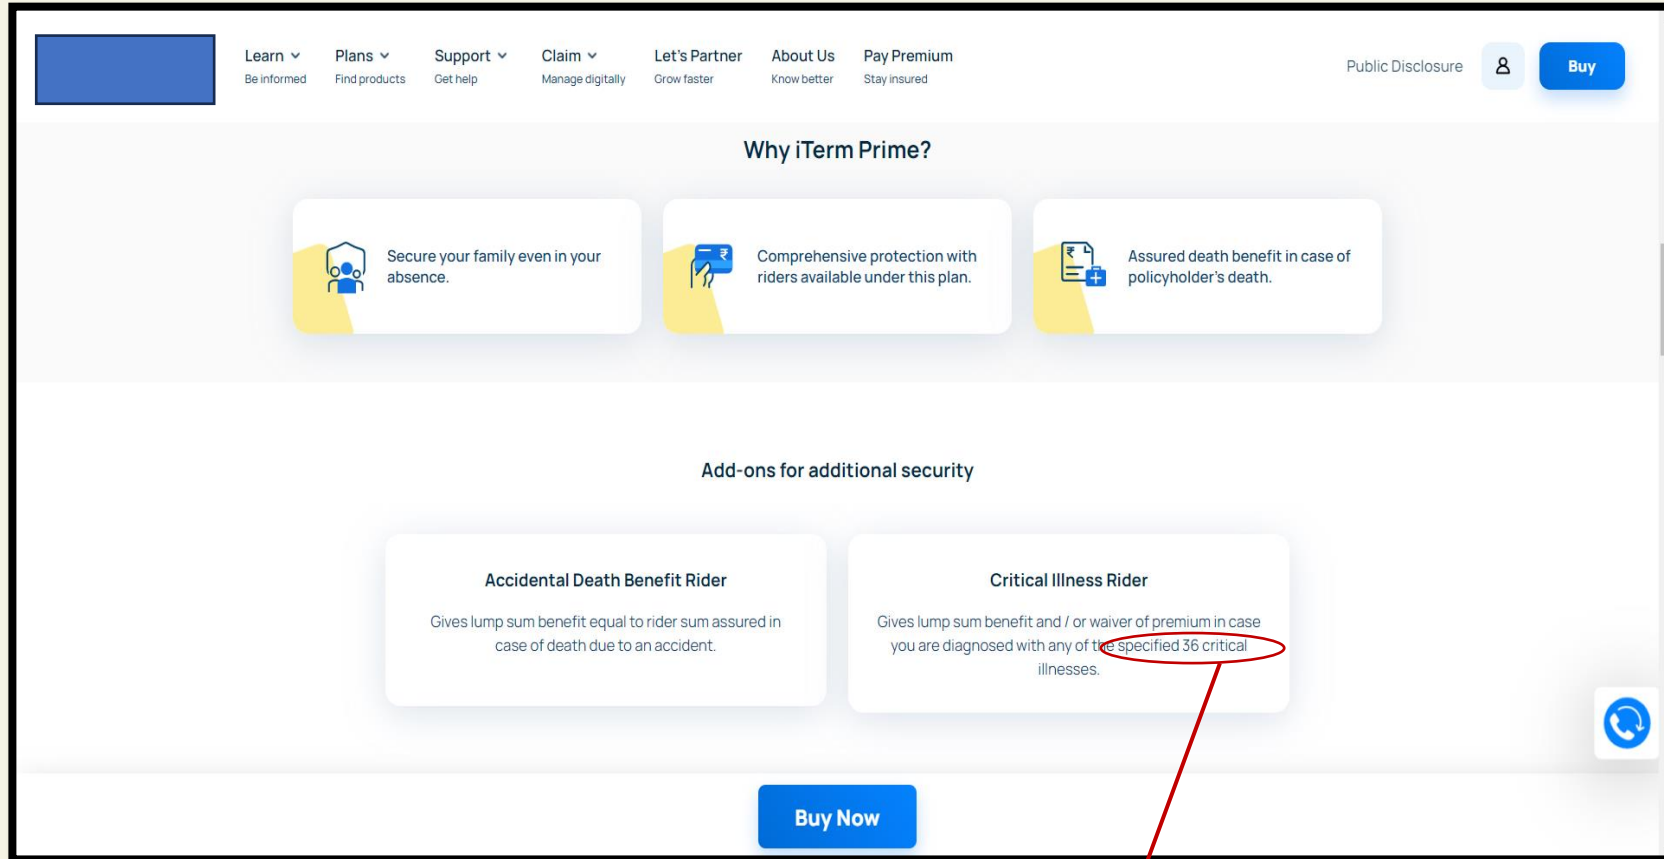 Learn
Be informed
Plans
Find products
Support
Get help
Claim
Manage digitally
Let's Partner
Grow faster
About Us
Know better
Pay Premium
Stay insured
Public Disclosure
Buy
Why iTerm Prime?
Secure your family even in your
absence.
₹
Comprehensive protection with
riders available under this plan.
₹
Assured death benefit in case of
policyholder's death.
Add-ons for additional security
Accidental Death Benefit Rider
Gives lump sum benefit equal to rider sum assured in
case of death due to an accident.
Critical Illness Rider
Gives lump sum benefit and / or waiver of premium in case
you are diagnosed with any of the specified 36 critical
illnesses.
Buy Now